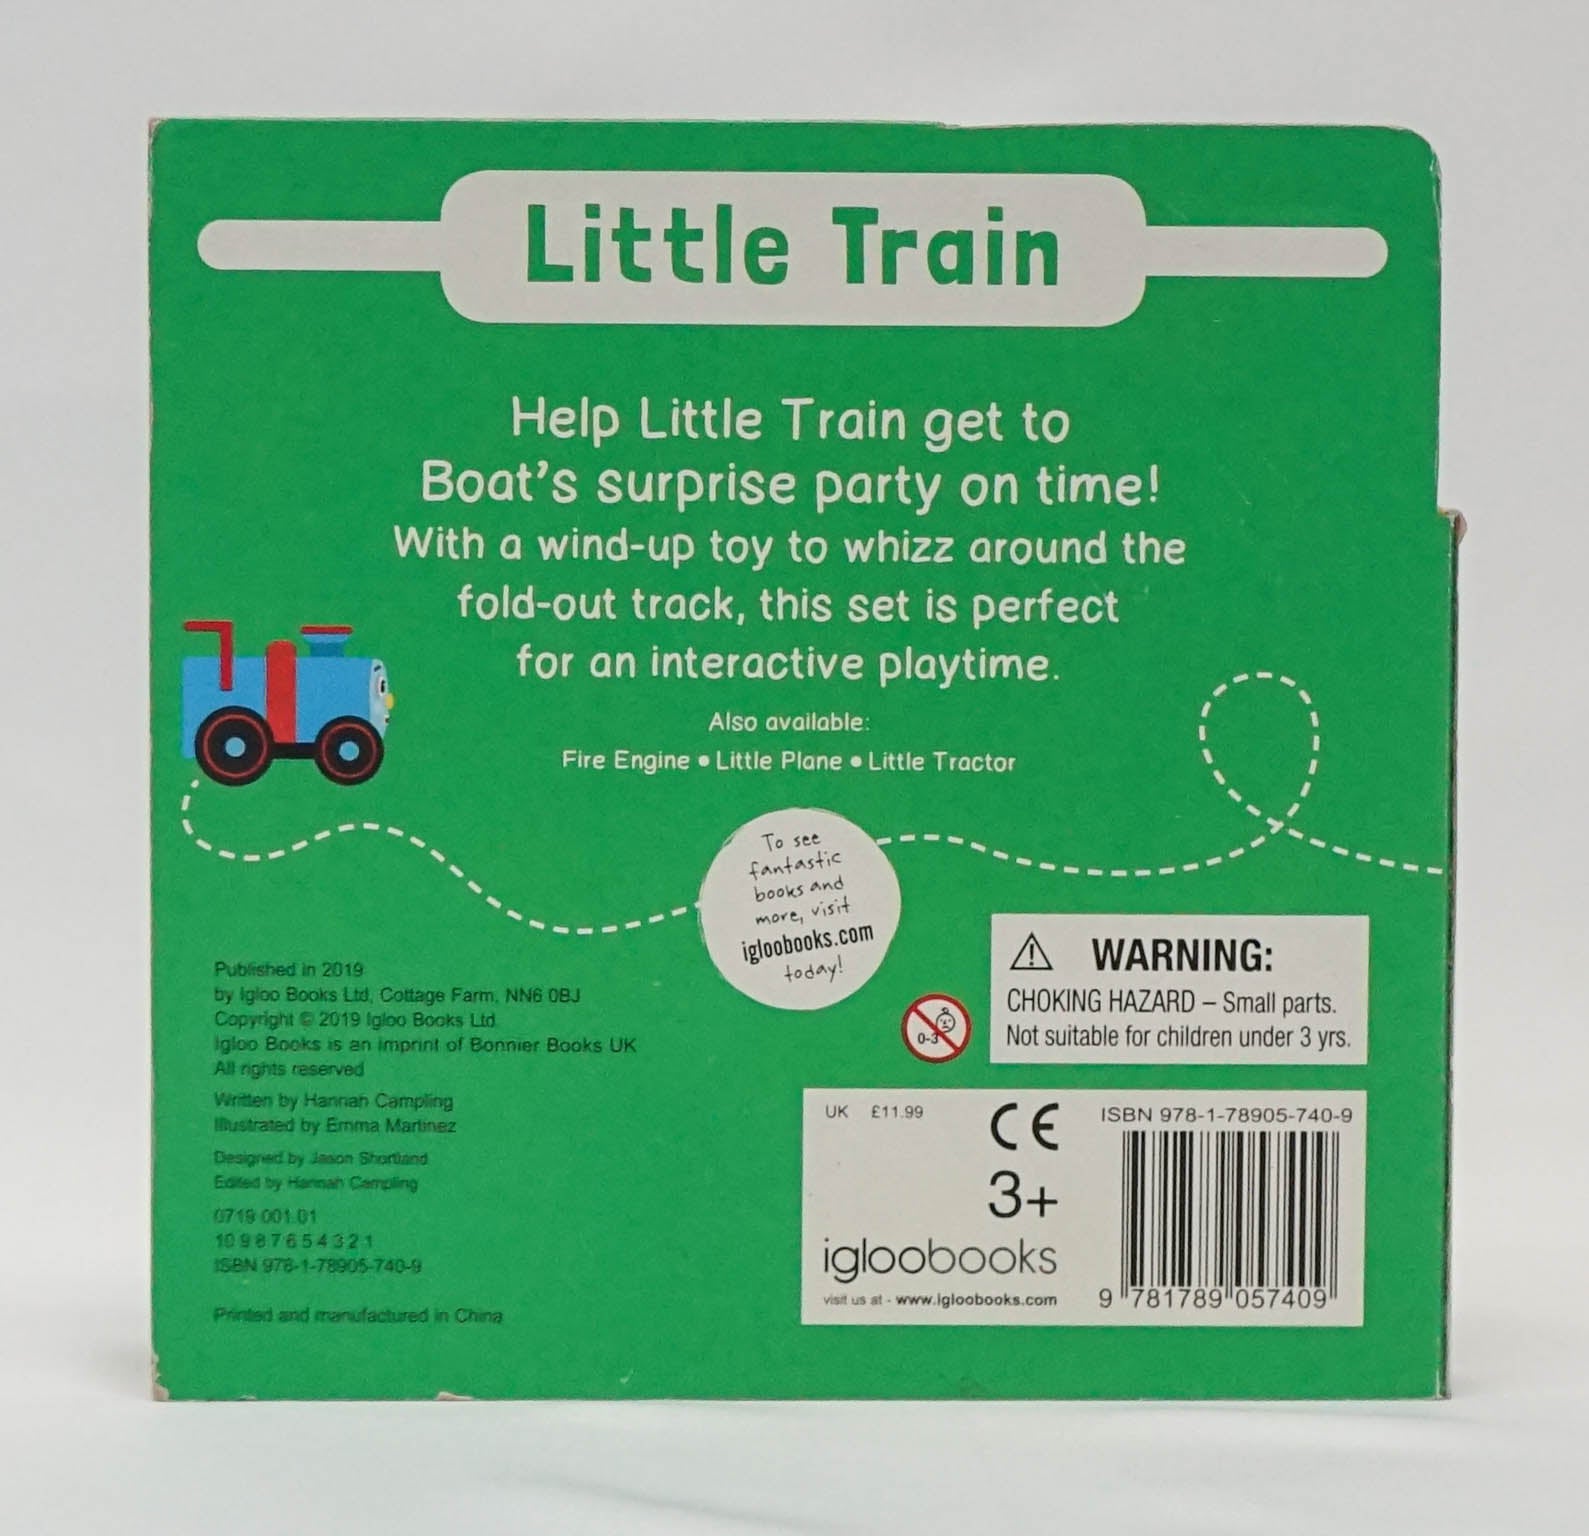 Little Train
Help Little Train get to
Boat's surprise party on time!
With a wind-up toy to whizz around the
fold-out track, this set is perfect
for an interactive playtime.
Also available:
Fire Engine • Little Plane • Little Tractor
To see
fantastic
books and
more, visit
igloobooks.com
today!
Published in 2019
by Igloo Books Ltd, Cottage Farm, NN6 0BJ
Copyright © 2019 Igloo Books Ltd
Igloo Books is an imprint of Bonnier Books UK
All rights reserved
Written by Hannah Campling
Illustrated by Emma Martinez
Designed by Jason Shortland
Edited by Hannah Campling
0719 001.01
10 9 8 7 6 5 4 3 2 1
ISBN 978-1-78905-740-9
Printed and manufactured in China
0-3
WARNING:
CHOKING HAZARD – Small parts.
Not suitable for children under 3 yrs.
UK £11.99
CE
3+
igloobooks
visit us at - www.igloobooks.com
ISBN 978-1-78905-740-9
9 781789 057409